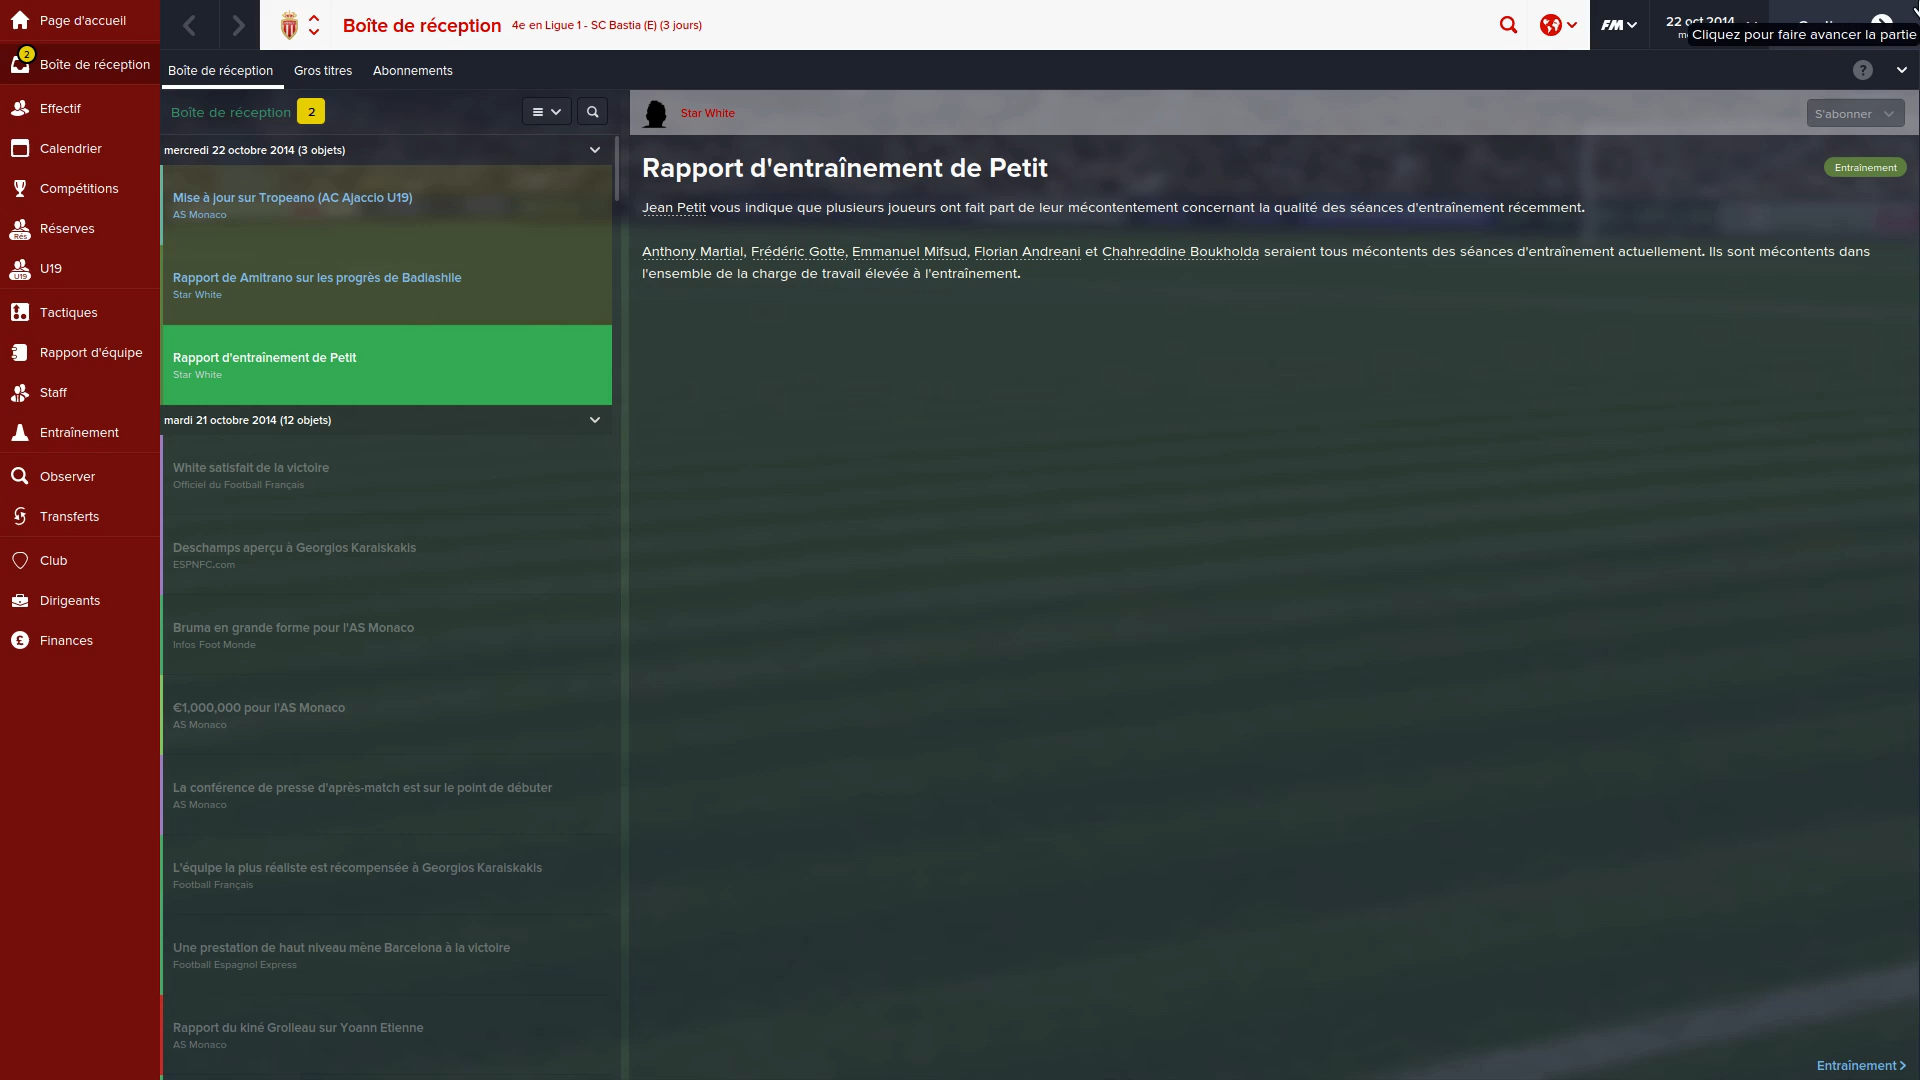 Page d'accueil
2
Boîte de réception
Effectif
Calendrier
Compétitions
Rés
Réserves
U19
U19
Tactiques
Rapport d'équipe
Staff
Entraînement
Observer
Transferts
Club
Dirigeants
£
Finances
Boîte de réception
4e en Ligue 1 - SC Bastia (E) (3 jours)
FM
22 oct 2014
Cliquez pour faire avancer la partie
Boîte de réception
Gros titres
Abonnements
?
Boîte de réception
2
mercredi 22 octobre 2014 (3 objets)
Mise à jour sur Tropeano (AC Ajaccio U19)
AS Monaco
Rapport de Amitrano sur les progrès de Badiashile
Star White
Rapport d'entraînement de Petit
Star White
mardi 21 octobre 2014 (12 objets)
White satisfait de la victoire
Officiel du Football Français
Deschamps aperçu à Georgios Karaiskakis
ESPNFC.com
Bruma en grande forme pour l'AS Monaco
Infos Foot Monde
€1,000,000 pour l'AS Monaco
AS Monaco
La conférence de presse d'après-match est sur le point de débuter
AS Monaco
L'équipe la plus réaliste est récompensée à Georgios Karaiskakis
Football Français
Une prestation de haut niveau mène Barcelona à la victoire
Football Espagnol Express
Rapport du kiné Grolleau sur Yoann Etienne
AS Monaco
Star White
S'abonner
Rapport d'entraînement de Petit
Entraînement
Jean Petit vous indique que plusieurs joueurs ont fait part de leur mécontentement concernant la qualité des séances d'entraînement récemment.
Anthony Martial, Frédéric Gotte, Emmanuel Mifsud, Florian Andreani et Chahreddine Boukholda seraient tous mécontents des séances d'entraînement actuellement. Ils sont mécontents dans
l'ensemble de la charge de travail élevée à l'entraînement.
Entraînement